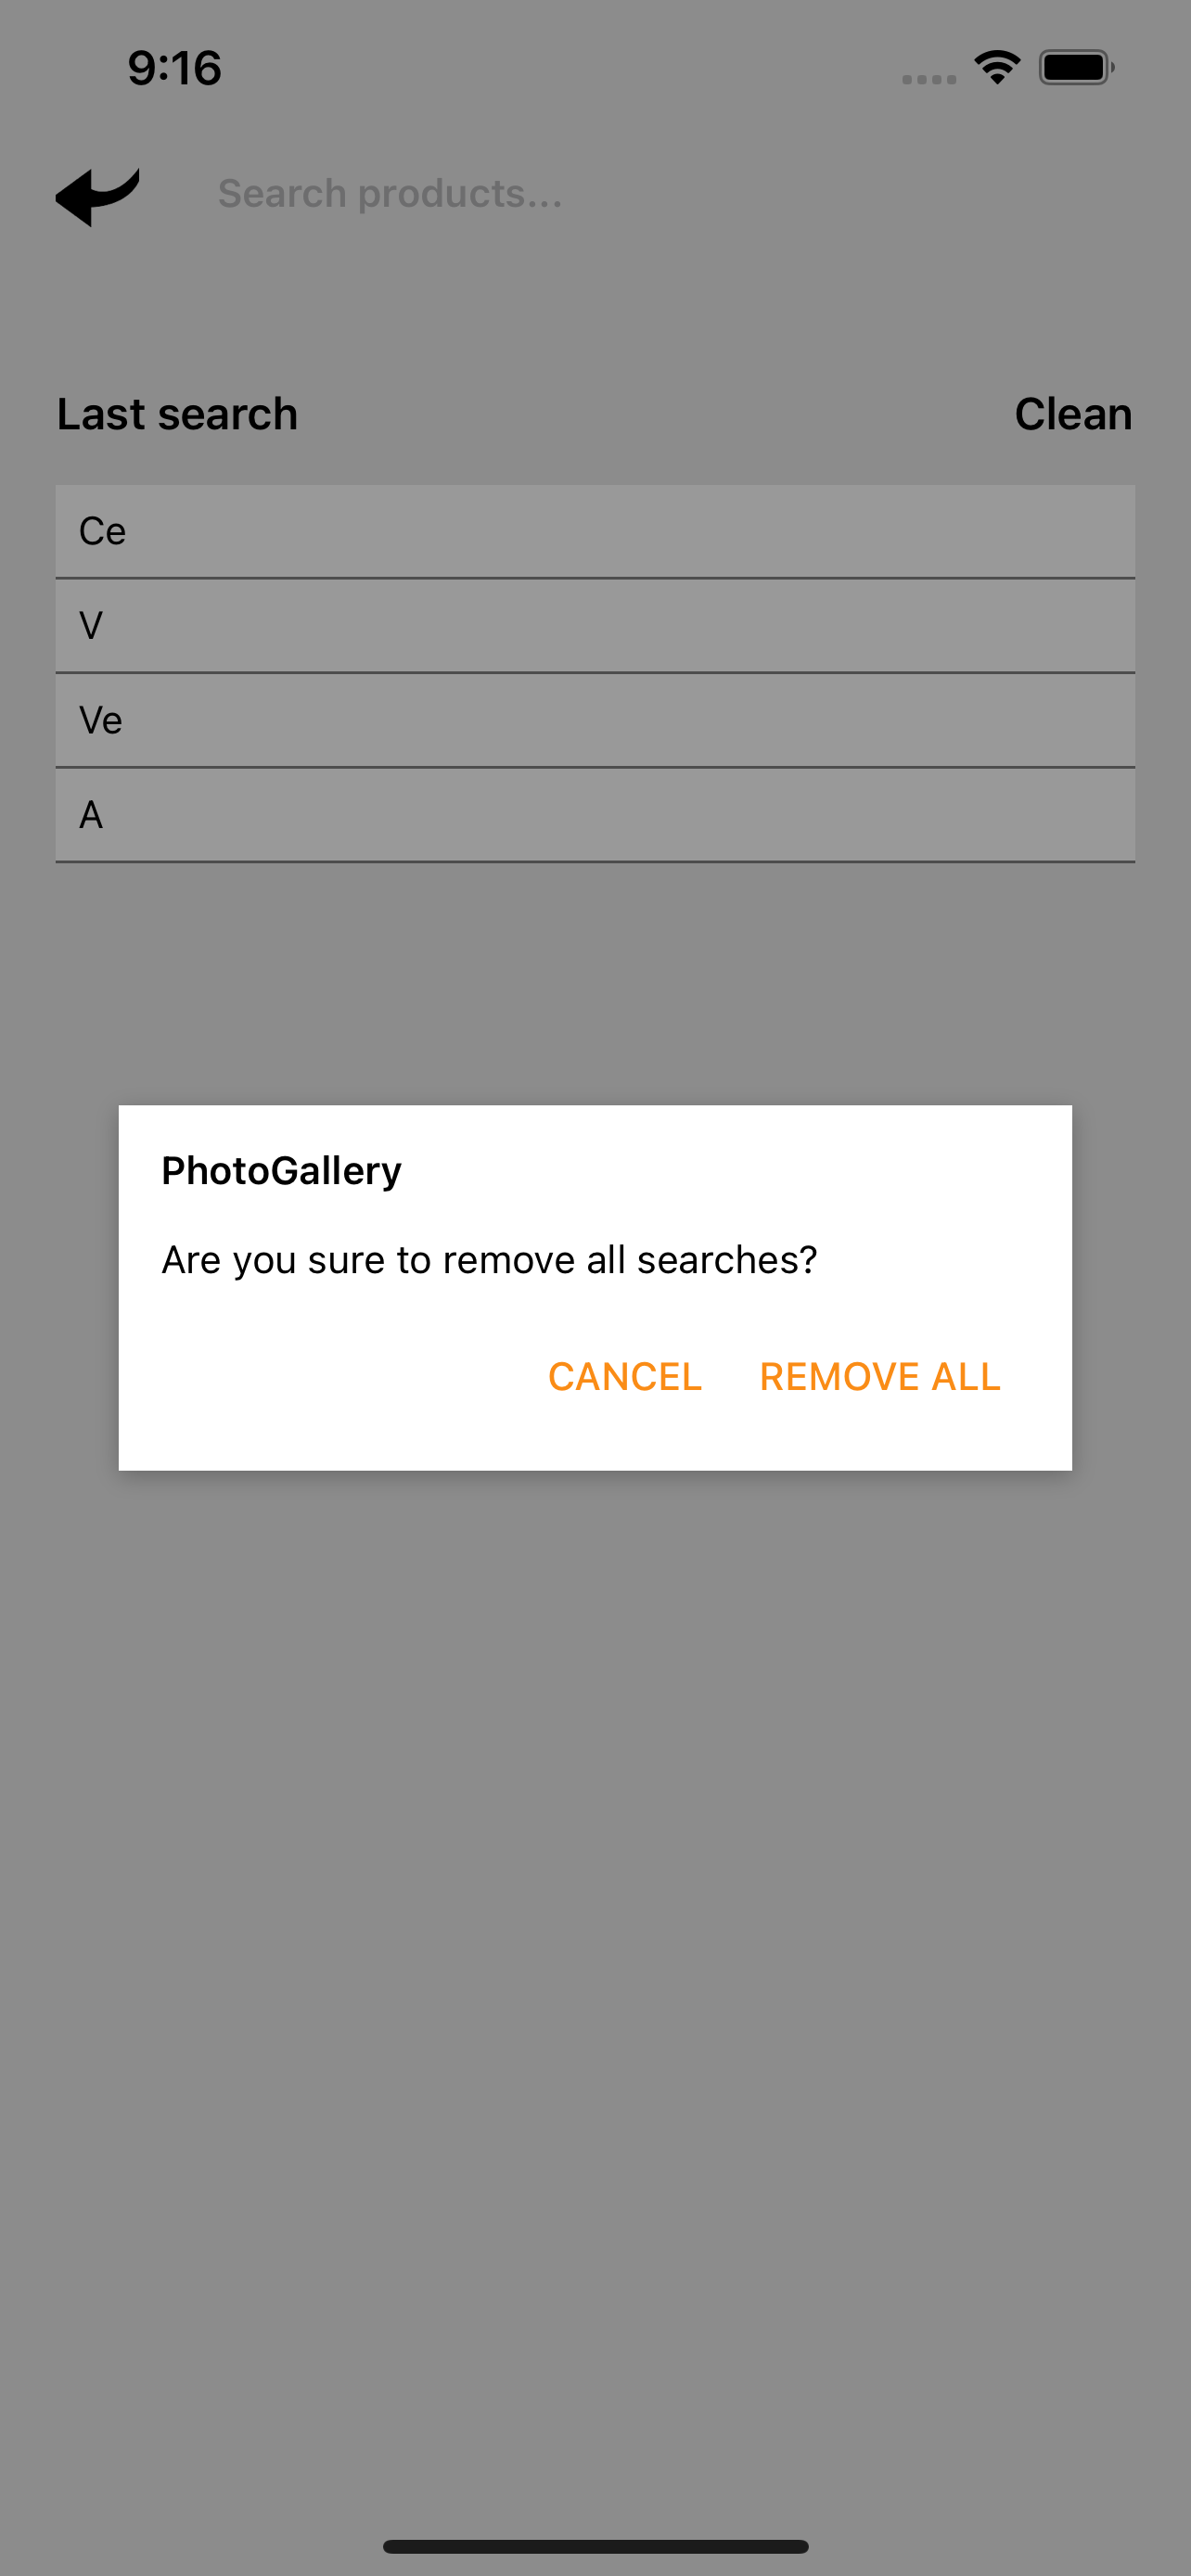 9:16
Search products...
Last search
Clean
Ce
V
Ve
A
PhotoGallery
Are you sure to remove all searches?
CANCEL
REMOVE ALL